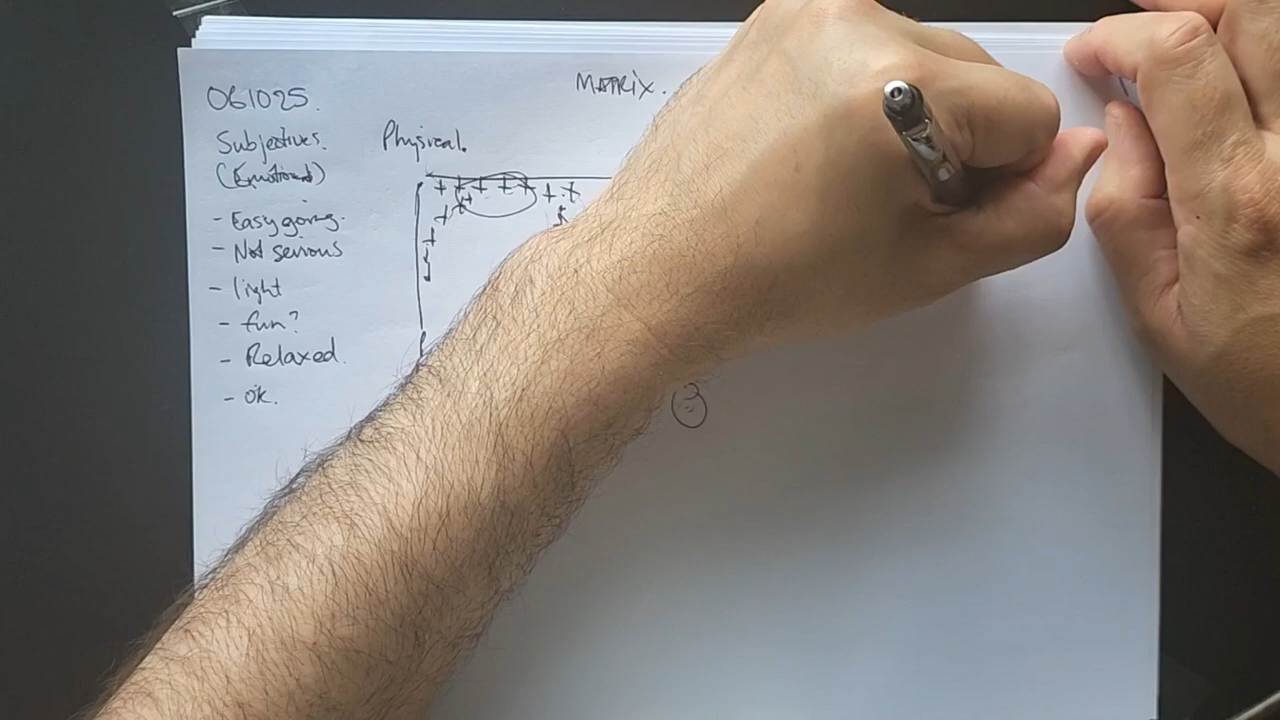 061025.
MATRIX.
Subjectives.
(Emotional)
Physical.
- Easy going.
- Not serious
- light
- fun?
- Relaxed.
- ok.